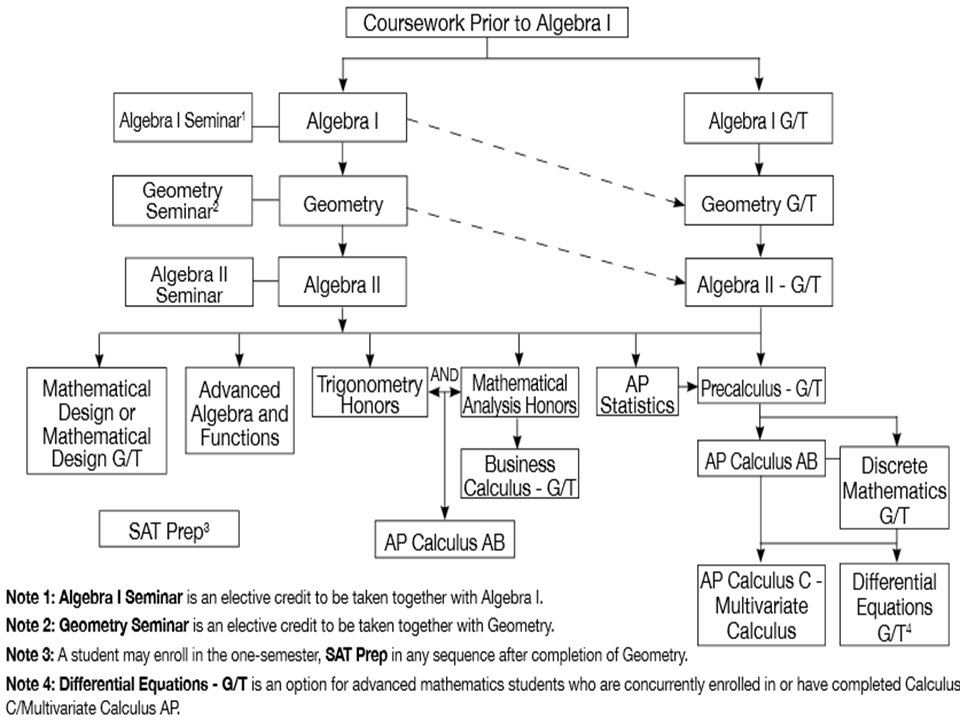 Coursework Prior to Algebra I
Algebra I Seminar¹
Algebra I
Algebra I G/T
Geometry
Seminar²
Geometry
Geometry G/T
Algebra II
Seminar
Algebra II
Algebra II - G/T
Mathematical
Design or
Mathematical
Design G/T
Advanced
Algebra and
Functions
Trigonometry
Honors
AND
Mathematical
Analysis Honors
AP
Statistics
Precalculus - G/T
Business
Calculus - G/T
AP Calculus AB
Discrete
Mathematics
G/T
SAT Prep³
AP Calculus AB
AP Calculus C -
Multivariate
Calculus
Differential
Equations
G/T⁴
Note 1: Algebra I Seminar is an elective credit to be taken together with Algebra I.
Note 2: Geometry Seminar is an elective credit to be taken together with Geometry.
Note 3: A student may enroll in the one-semester, SAT Prep in any sequence after completion of Geometry.
Note 4: Differential Equations - G/T is an option for advanced mathematics students who are concurrently enrolled in or have completed Calculus
C/Multivariate Calculus AP.